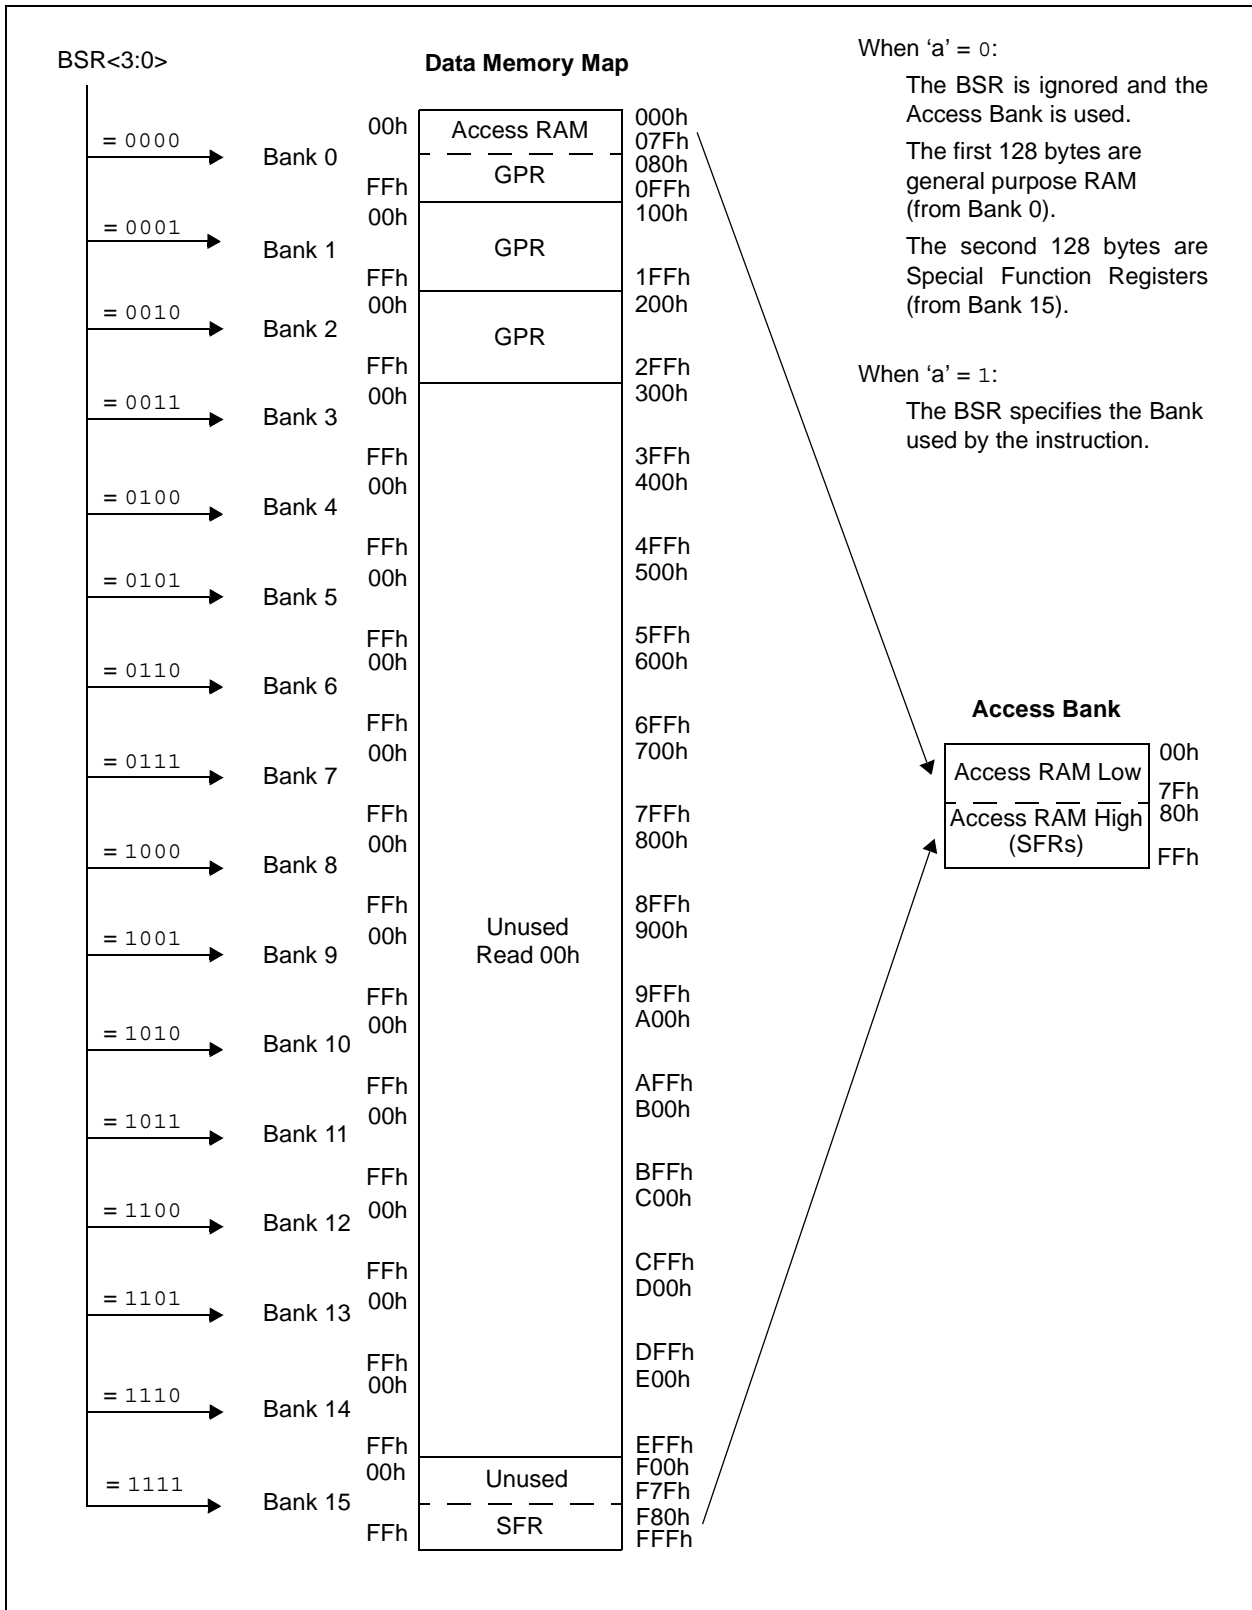 BSR<3:0>
Data Memory Map
When ‘a’ = 0:
The BSR is ignored and the
Access Bank is used.
The first 128 bytes are
general purpose RAM
(from Bank 0).
The second 128 bytes are
Special Function Registers
(from Bank 15).
When ‘a’ = 1:
The BSR specifies the Bank
used by the instruction.
= 0000
Bank 0
00h
FFh
Access RAM
GPR
000h
07Fh
080h
0FFh
= 0001
Bank 1
00h
FFh
GPR
100h
1FFh
= 0010
Bank 2
00h
FFh
GPR
200h
2FFh
= 0011
Bank 3
00h
FFh
300h
3FFh
= 0100
Bank 4
00h
FFh
400h
4FFh
= 0101
Bank 5
00h
FFh
500h
5FFh
= 0110
Bank 6
00h
FFh
600h
6FFh
= 0111
Bank 7
00h
FFh
700h
7FFh
= 1000
Bank 8
00h
FFh
800h
8FFh
= 1001
Bank 9
00h
FFh
Unused
Read 00h
900h
9FFh
= 1010
Bank 10
00h
FFh
A00h
AFFh
= 1011
Bank 11
00h
FFh
B00h
BFFh
= 1100
Bank 12
00h
FFh
C00h
CFFh
= 1101
Bank 13
00h
FFh
D00h
DFFh
= 1110
Bank 14
00h
FFh
E00h
EFFh
= 1111
Bank 15
00h
FFh
Unused
SFR
F00h
F7Fh
F80h
FFFh
Access Bank
Access RAM Low
Access RAM High
(SFRs)
00h
7Fh
80h
FFh